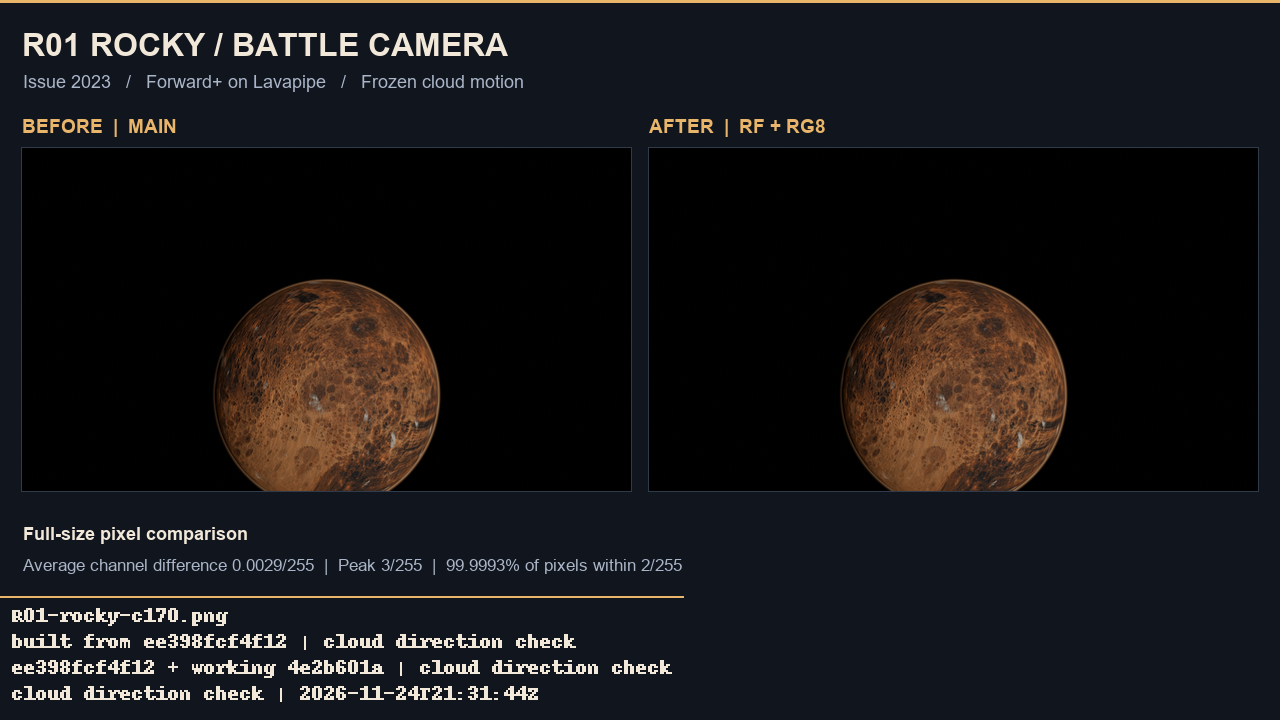 R01 ROCKY / BATTLE CAMERA
Issue 2023 / Forward+ on Lavapipe / Frozen cloud motion
BEFORE | MAIN
AFTER | RF + RG8
Full-size pixel comparison
Average channel difference 0.0029/255 | Peak 3/255 | 99.9993% of pixels within 2/255
R01-rocky-c170.png
built from ee398fcf4f12 | cloud direction check
ee398fcf4f12 + working 4e2b601a | cloud direction check
cloud direction check | 2026-11-24T21:31:44Z